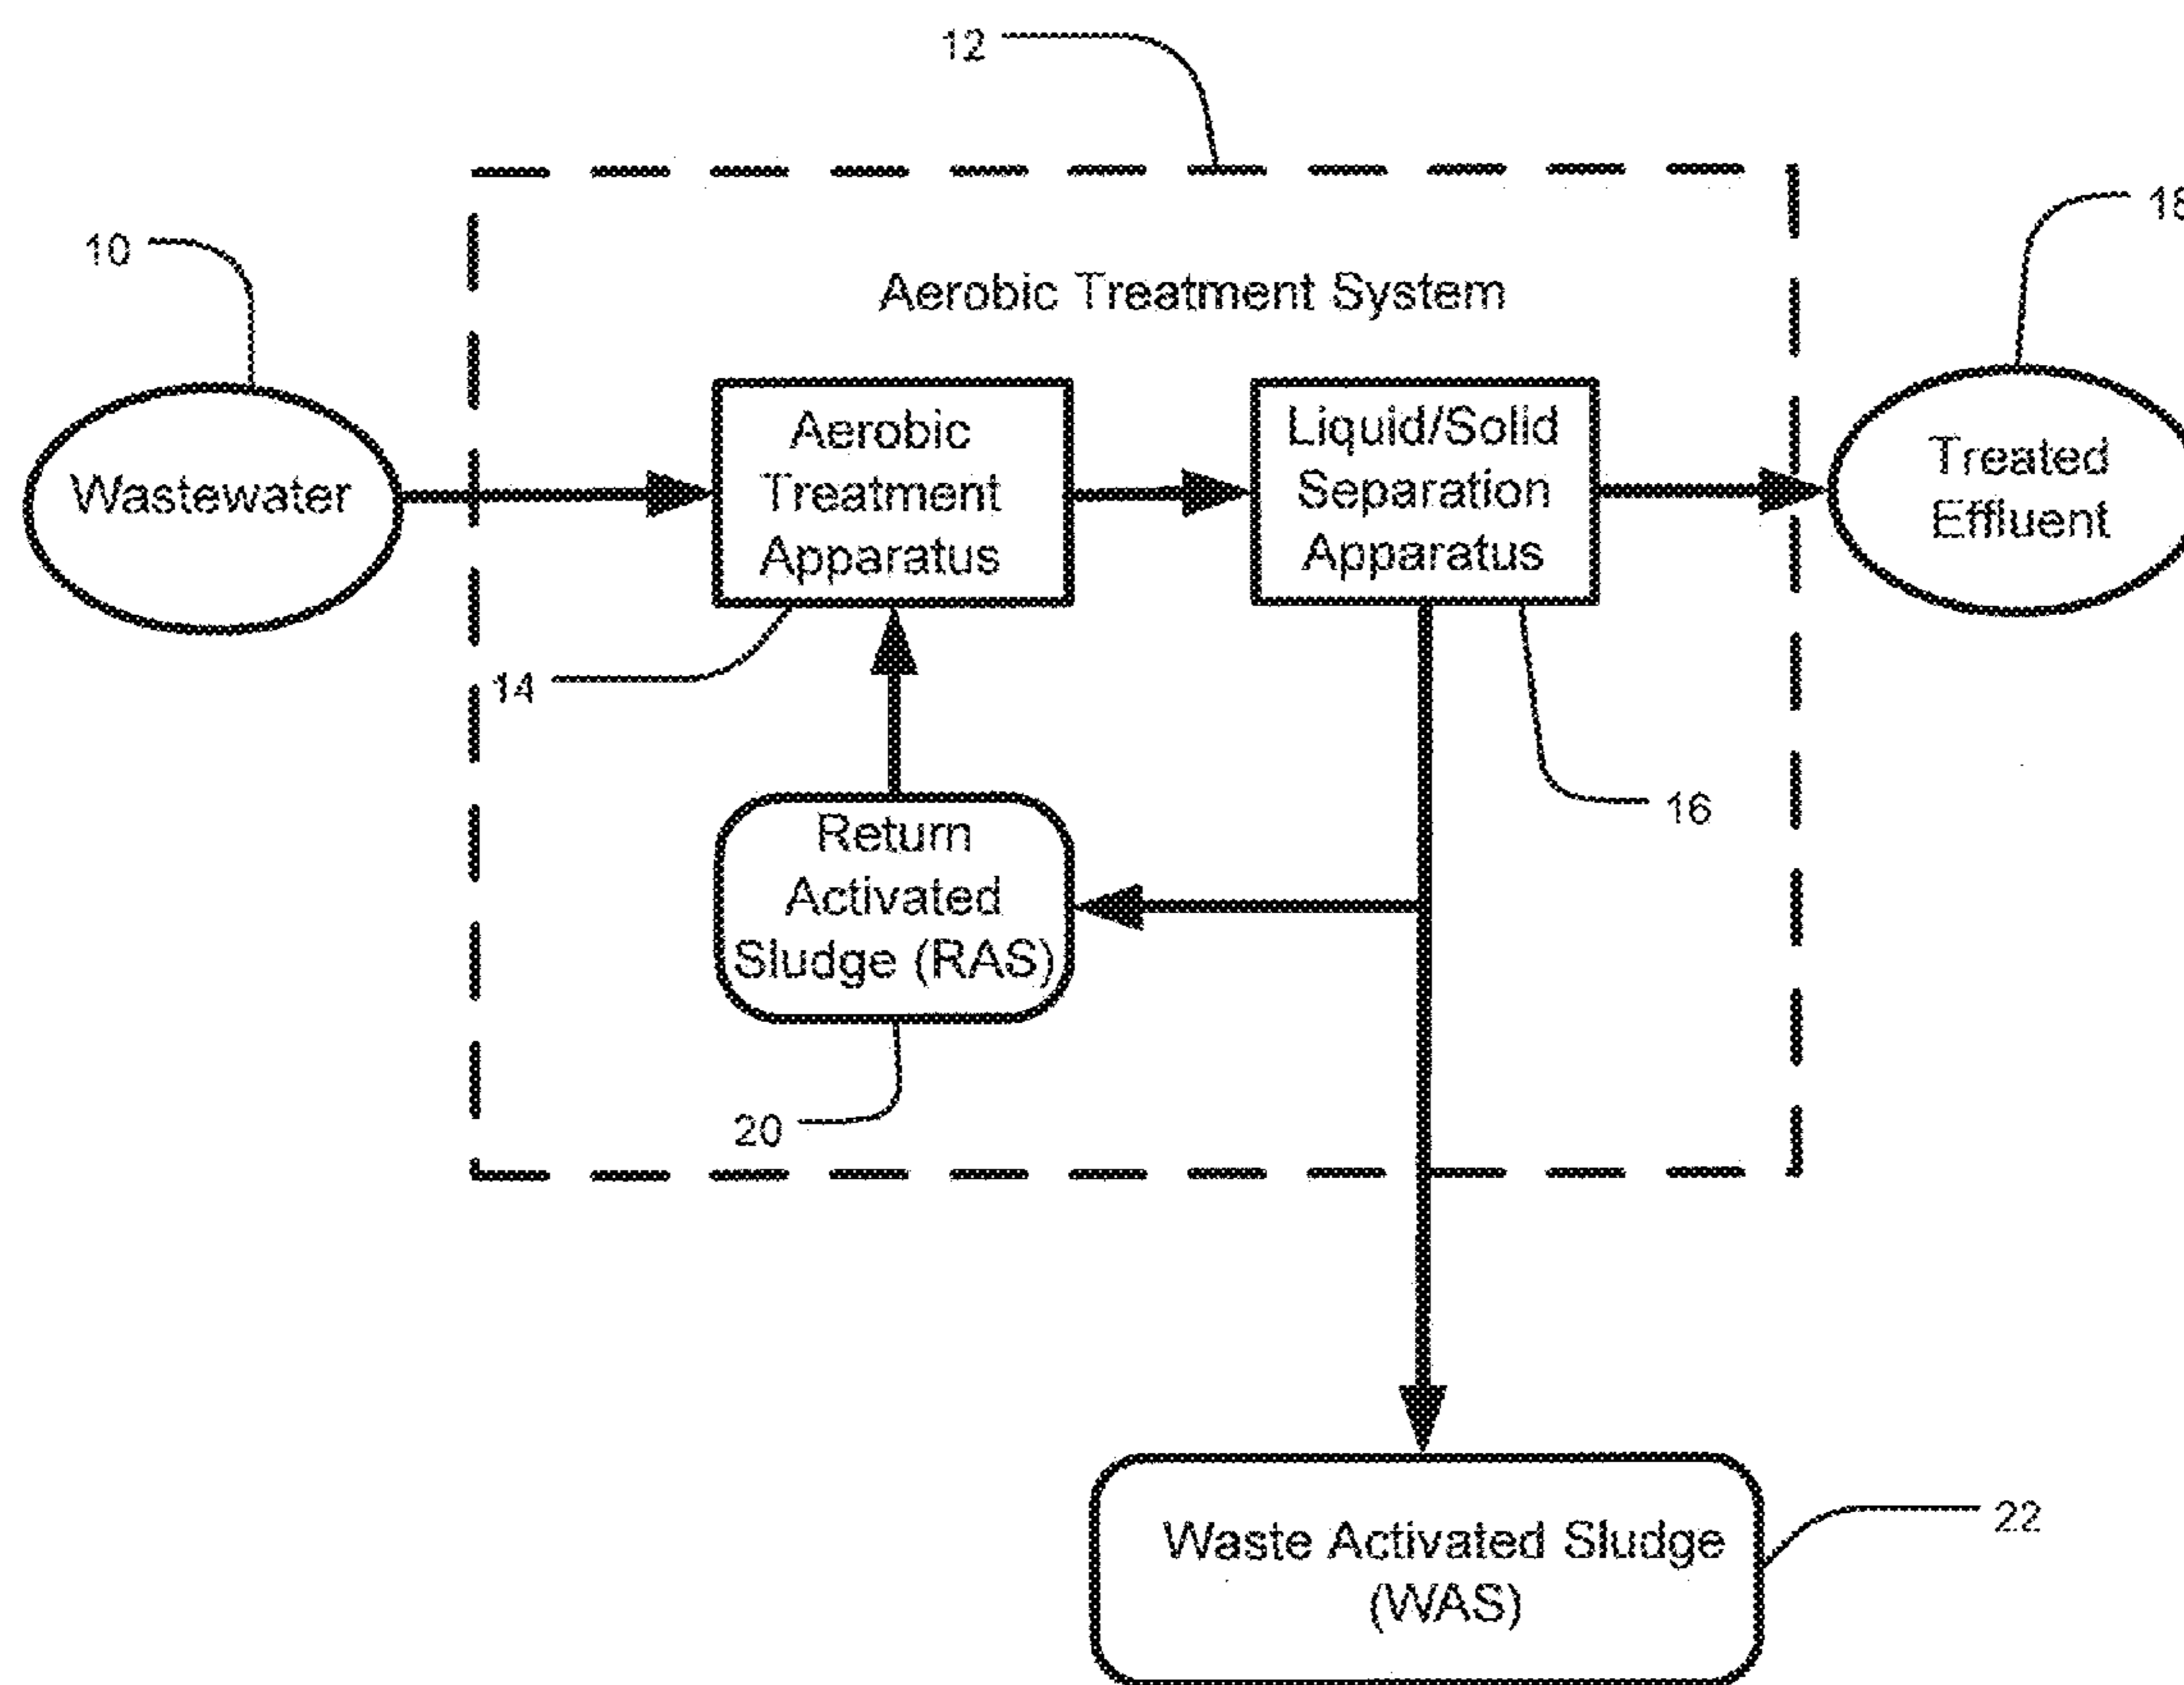 12
18
10
Aerobic Treatment System
Wastewater
Aerobic
Treatment
Apparatus
Liquid/Solid
Separation
Apparatus
Treated
Effluent
14
16
Return
Activated
Sludge (RAS)
20
Waste Activated Sludge
(WAS)
22